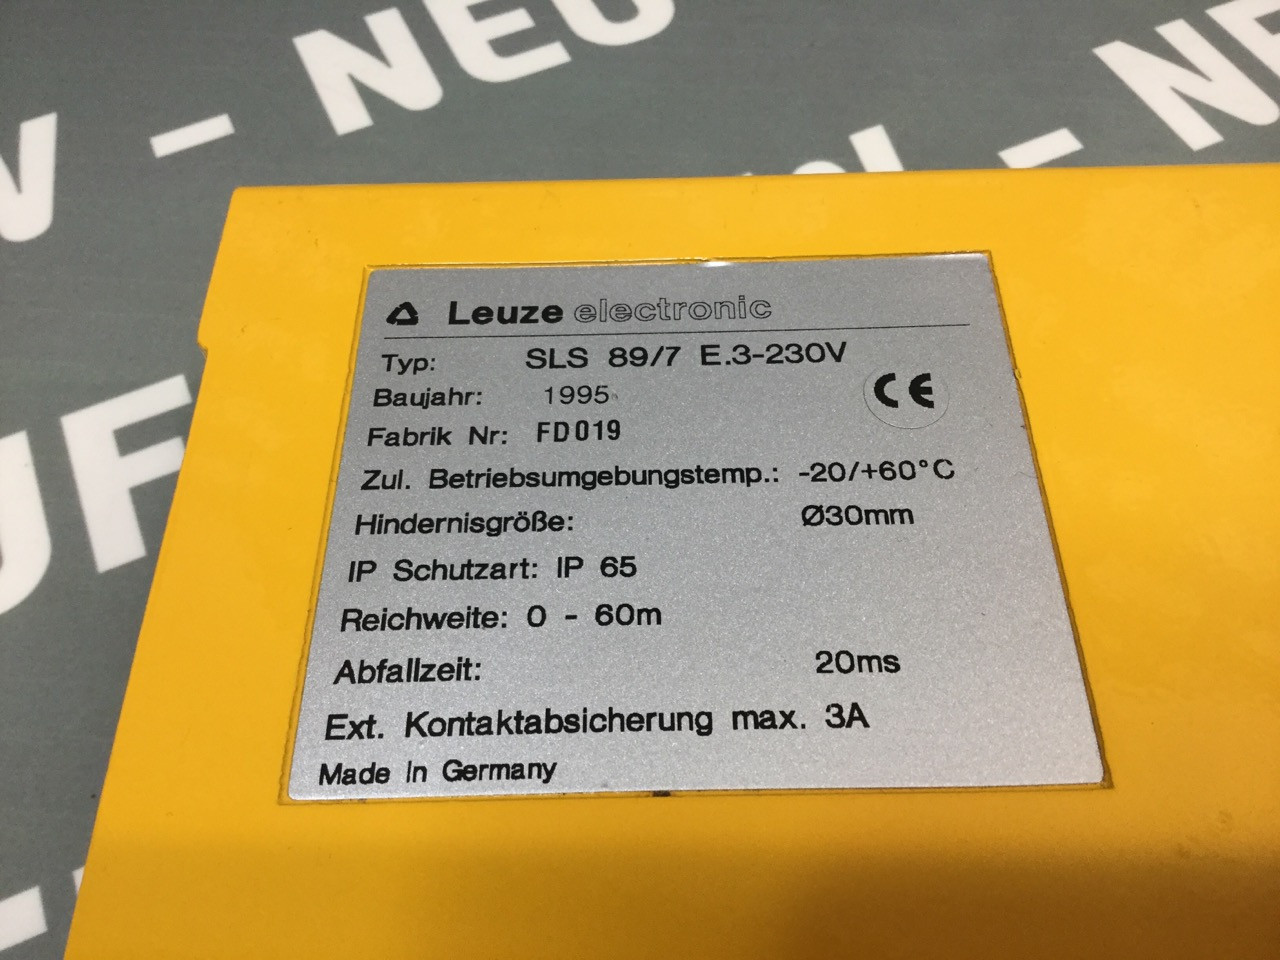 NEU
Leuze electronic
Typ: SLS 89/7 E.3-230V
Baujahr: 1995
CE
Fabrik Nr: FD019
Zul. Betriebsumgebungstemp.: -20/+60°C
Hindernisgröße: Ø30mm
IP Schutzart: IP 65
Reichweite: 0 - 60m
Abfallzeit: 20ms
Ext. Kontaktabsicherung max. 3A
Made In Germany